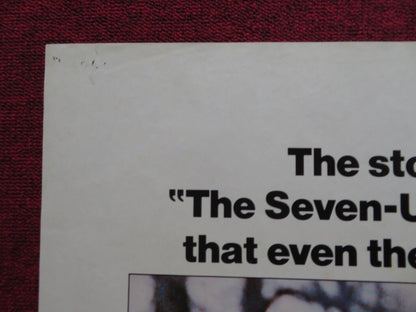 The sto
"The Seven-U
that even the